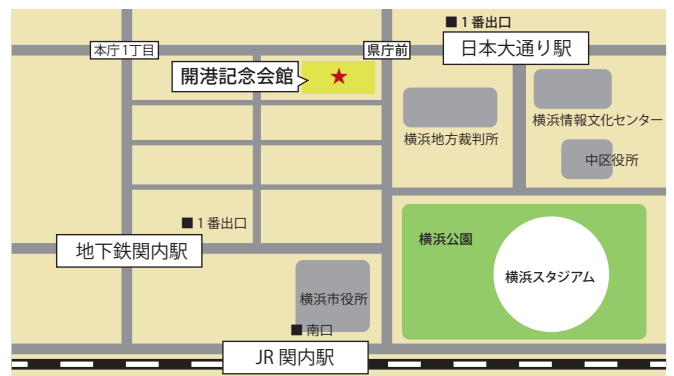 ■ 1 番出口
本庁 1丁目
県庁前
日本大通り駅
開港記念会館
横浜地方裁判所
横浜情報文化センター
中区役所
■ 1 番出口
地下鉄関内駅
横浜公園
横浜スタジアム
横浜市役所
■ 南口
JR 関内駅